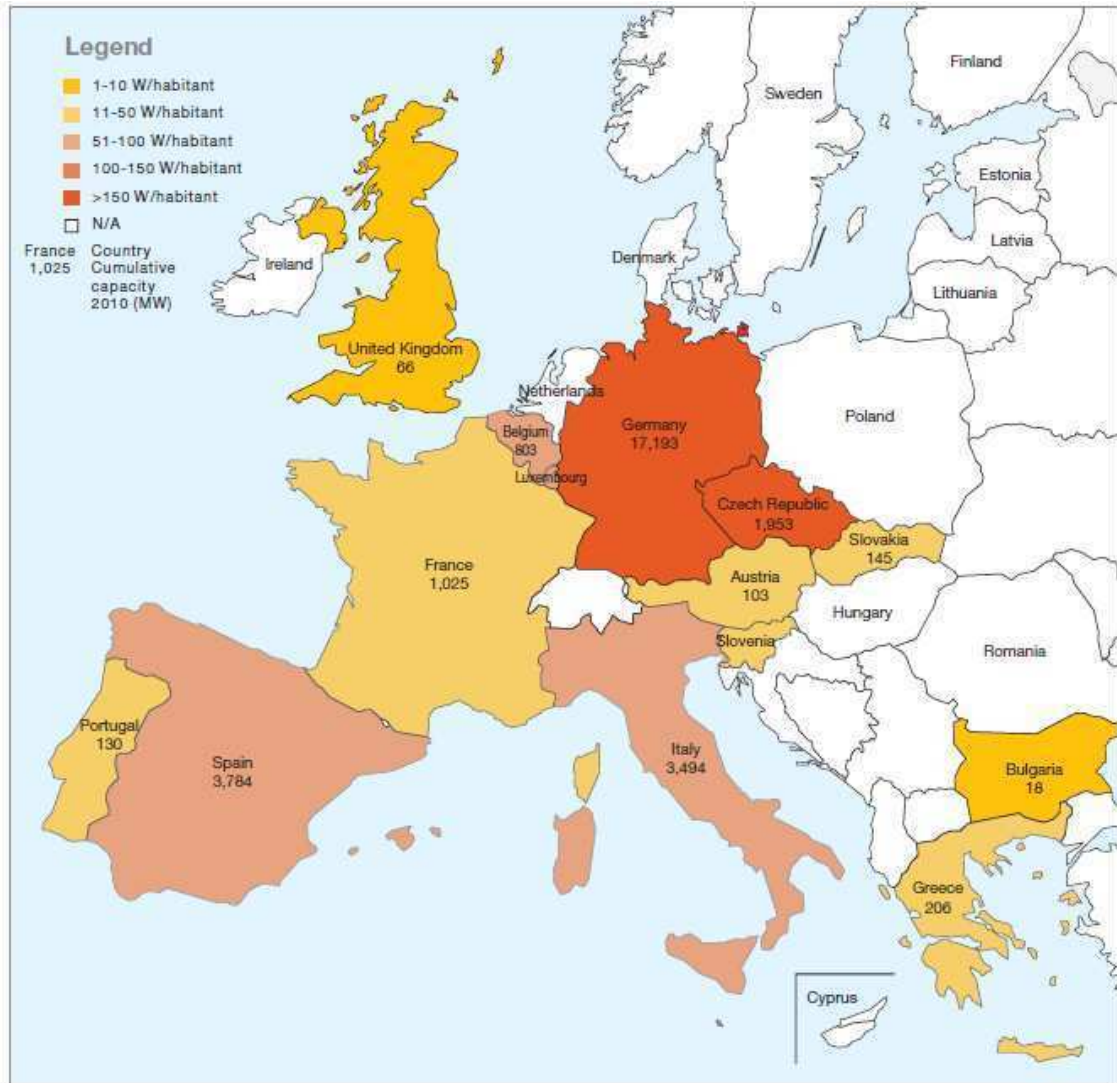 Legend
1-10 W/habitant
11-50 W/habitant
51-100 W/habitant
100-150 W/habitant
>150 W/habitant
N/A
France Country
1,025 Cumulative
capacity
2010 (MW)
Finland
Sweden
Estonia
Latvia
Lithuania
Denmark
Ireland
United Kingdom
66
Netherlands
Belgium
803
Luxembourg
Germany
17,193
Poland
Czech Republic
1,953
Slovakia
145
France
1,025
Austria
103
Hungary
Slovenia
Romania
Portugal
130
Spain
3,784
Italy
3,494
Bulgaria
18
Greece
206
Cyprus